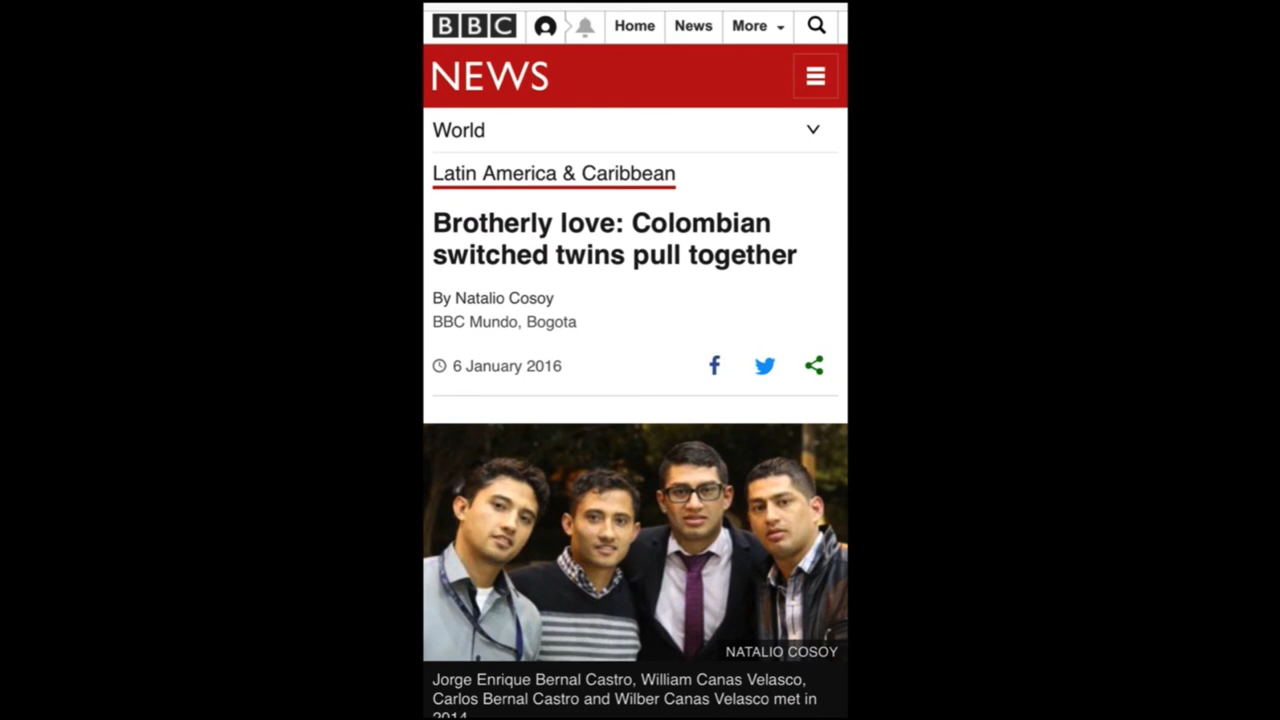 BBC Home News More
NEWS
World
Latin America & Caribbean
Brotherly love: Colombian
switched twins pull together
By Natalio Cosoy
BBC Mundo, Bogota
6 January 2016
NATALIO COSOY
Jorge Enrique Bernal Castro, William Canas Velasco,
Carlos Bernal Castro and Wilber Canas Velasco met in
2014